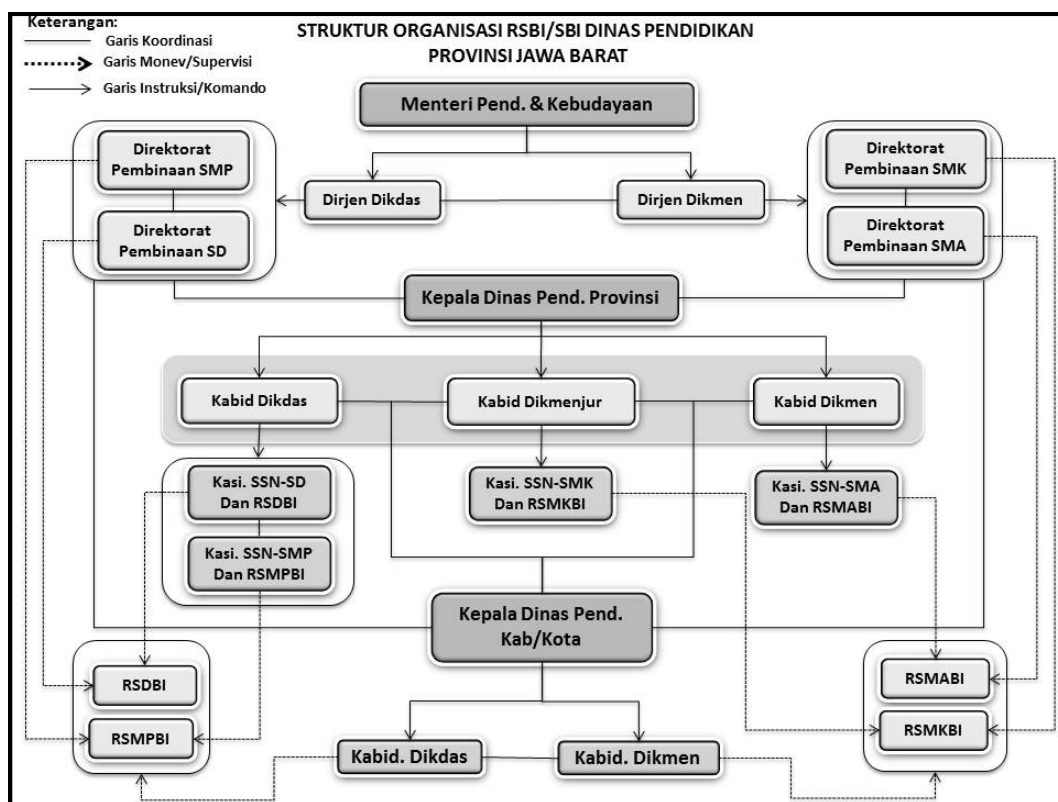 Keterangan:
Garis Koordinasi
Garis Monev/Supervisi
Garis Instruksi/Komando
STRUKTUR ORGANISASI RSBI/SBI DINAS PENDIDIKAN
PROVINSI JAWA BARAT
Menteri Pend. & Kebudayaan
Direktorat
Pembinaan SMP
Direktorat
Pembinaan SD
Dirjen Dikdas
Dirjen Dikmen
Direktorat
Pembinaan SMK
Direktorat
Pembinaan SMA
Kepala Dinas Pend. Provinsi
Kabid Dikdas
Kabid Dikmenjur
Kabid Dikmen
Kasi. SSN-SD
Dan RSDBI
Kasi. SSN-SMP
Dan RSMPBI
Kasi. SSN-SMK
Dan RSMKBI
Kasi. SSN-SMA
Dan RSMABI
Kepala Dinas Pend.
Kab/Kota
RSDBI
RSMPBI
RSMABI
RSMKBI
Kabid. Dikdas
Kabid. Dikmen